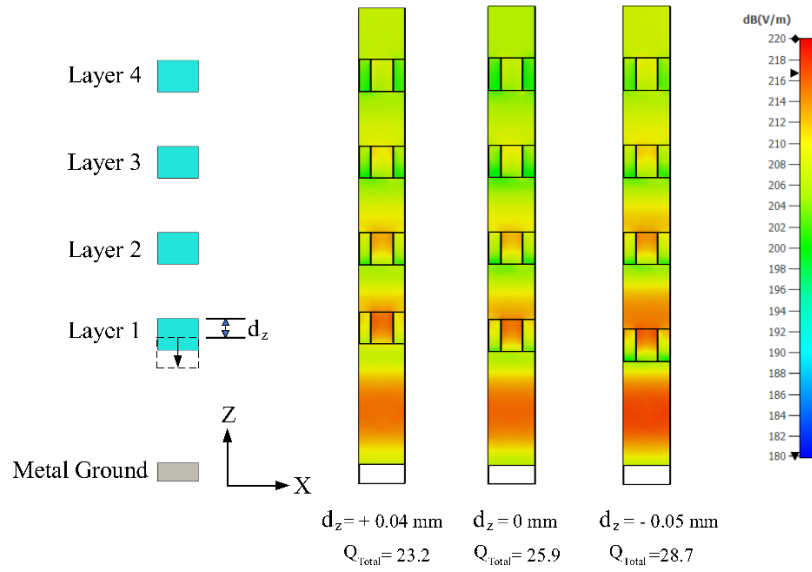 dB(V/m)
220
218
216
214
212
210
208
206
204
202
200
198
196
194
192
190
188
186
184
182
180
Layer 4
Layer 3
Layer 2
Layer 1
dz
Z
X
Metal Ground
dz= + 0.04 mm
dz= 0 mm
dz= - 0.05 mm
QTotal= 23.2
QTotal= 25.9
QTotal=28.7